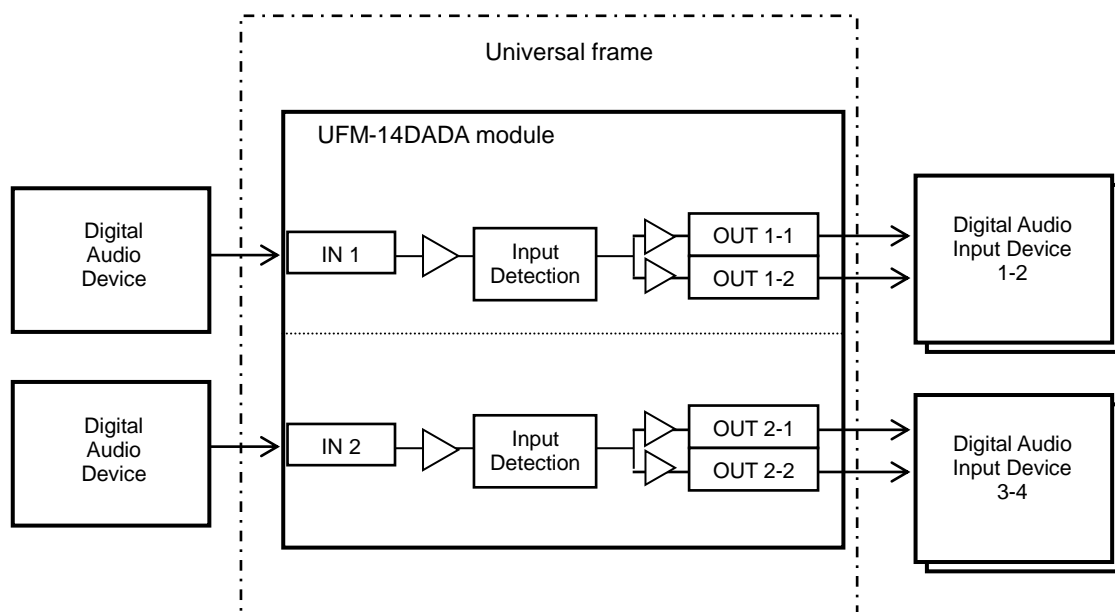 Universal frame
UFM-14DADA module
Digital
Audio
Device
IN 1
Input
Detection
OUT 1-1
OUT 1-2
Digital Audio
Input Device
1-2
Digital
Audio
Device
IN 2
Input
Detection
OUT 2-1
OUT 2-2
Digital Audio
Input Device
3-4